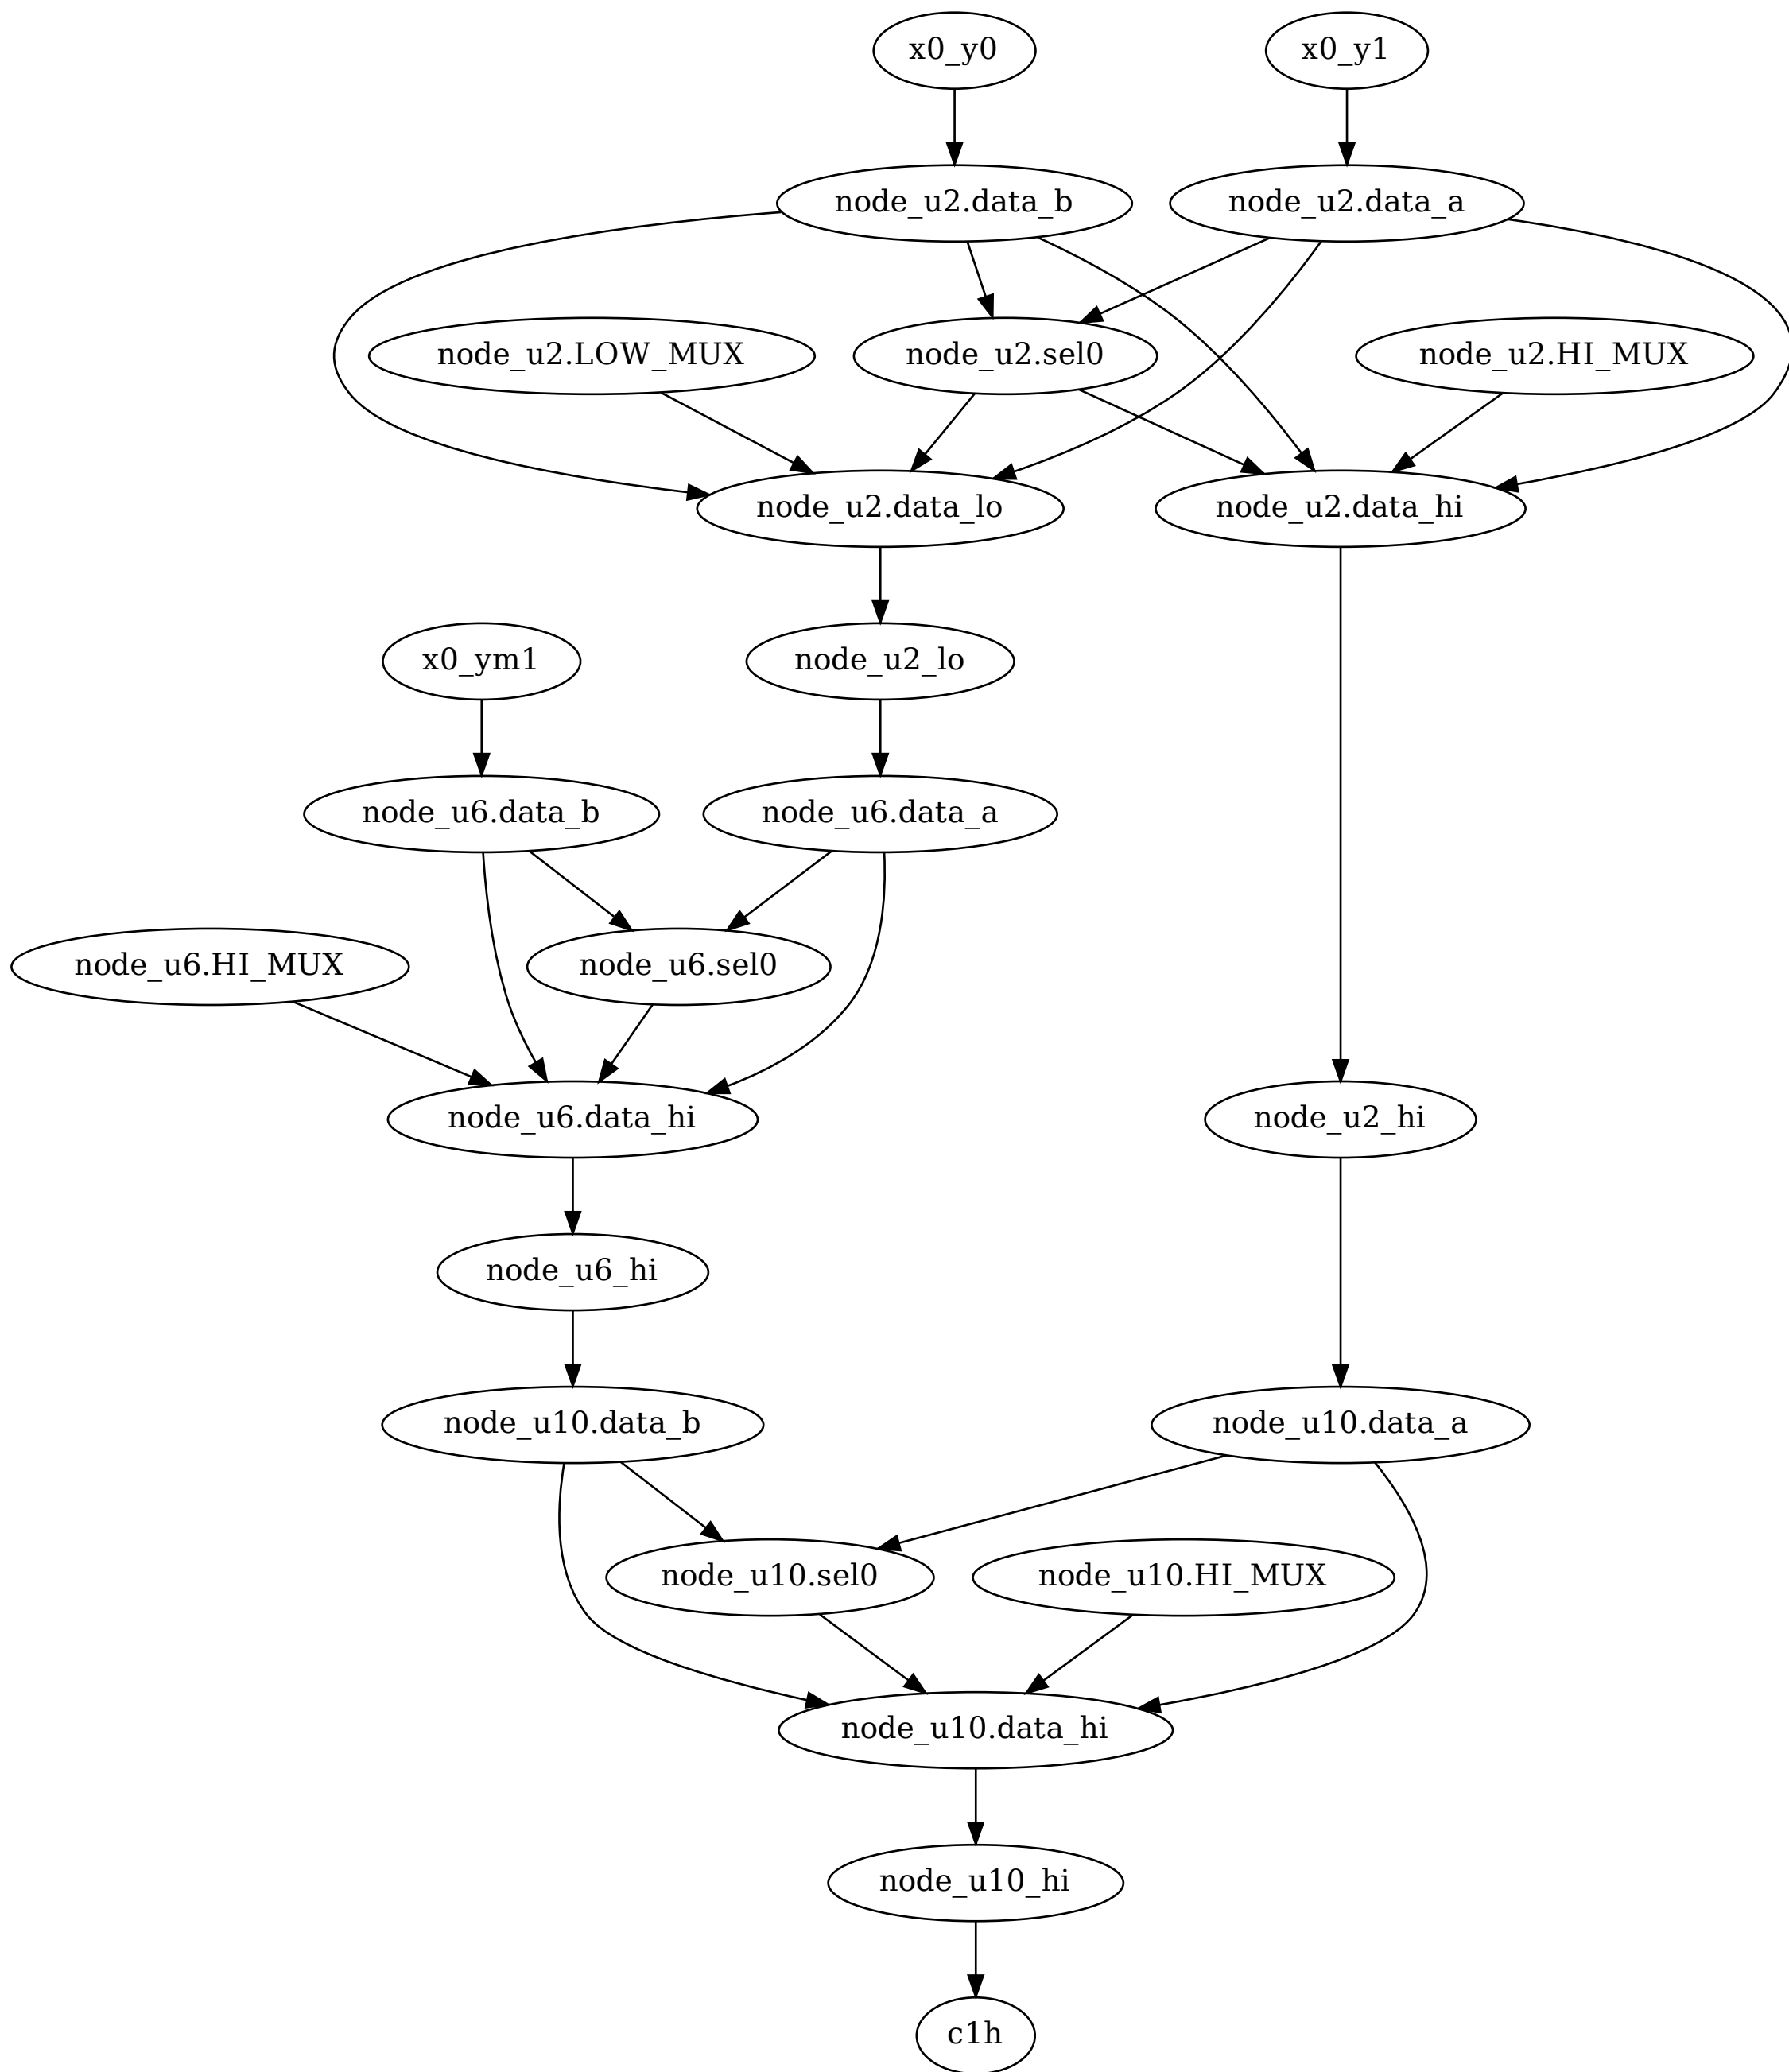 x0_y0
x0_y1
node_u2.data_b
node_u2.data_a
node_u2.LOW_MUX
node_u2.sel0
node_u2.HI_MUX
node_u2.data_lo
node_u2.data_hi
x0_ym1
node_u2_lo
node_u6.data_b
node_u6.data_a
node_u6.HI_MUX
node_u6.sel0
node_u6.data_hi
node_u2_hi
node_u6_hi
node_u10.data_b
node_u10.data_a
node_u10.sel0
node_u10.HI_MUX
node_u10.data_hi
node_u10_hi
c1h